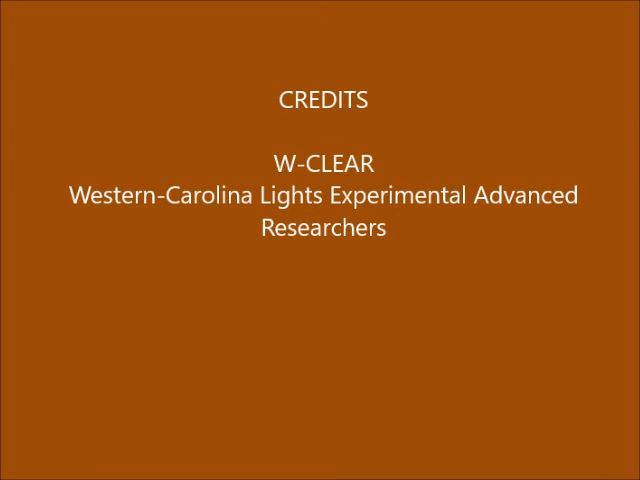 CREDITS
W-CLEAR
Western-Carolina Lights Experimental Advanced
Researchers